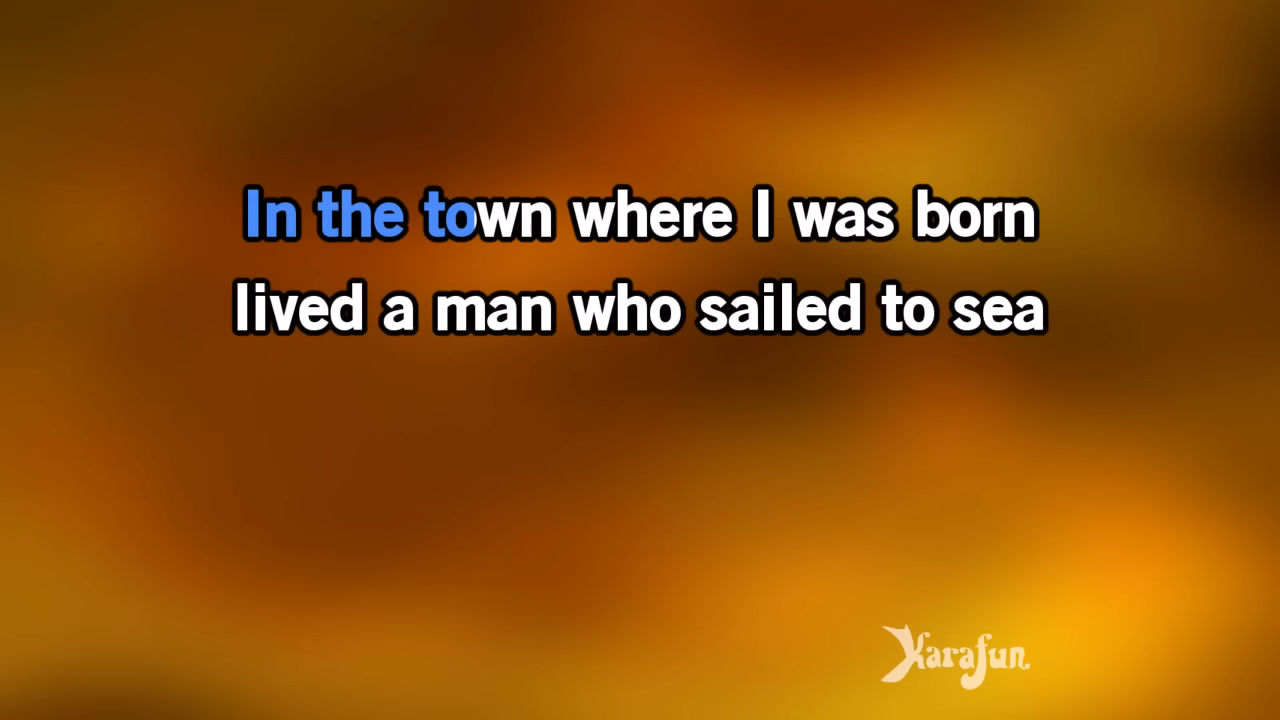 In the town where I was born
lived a man who sailed to sea
Karafun